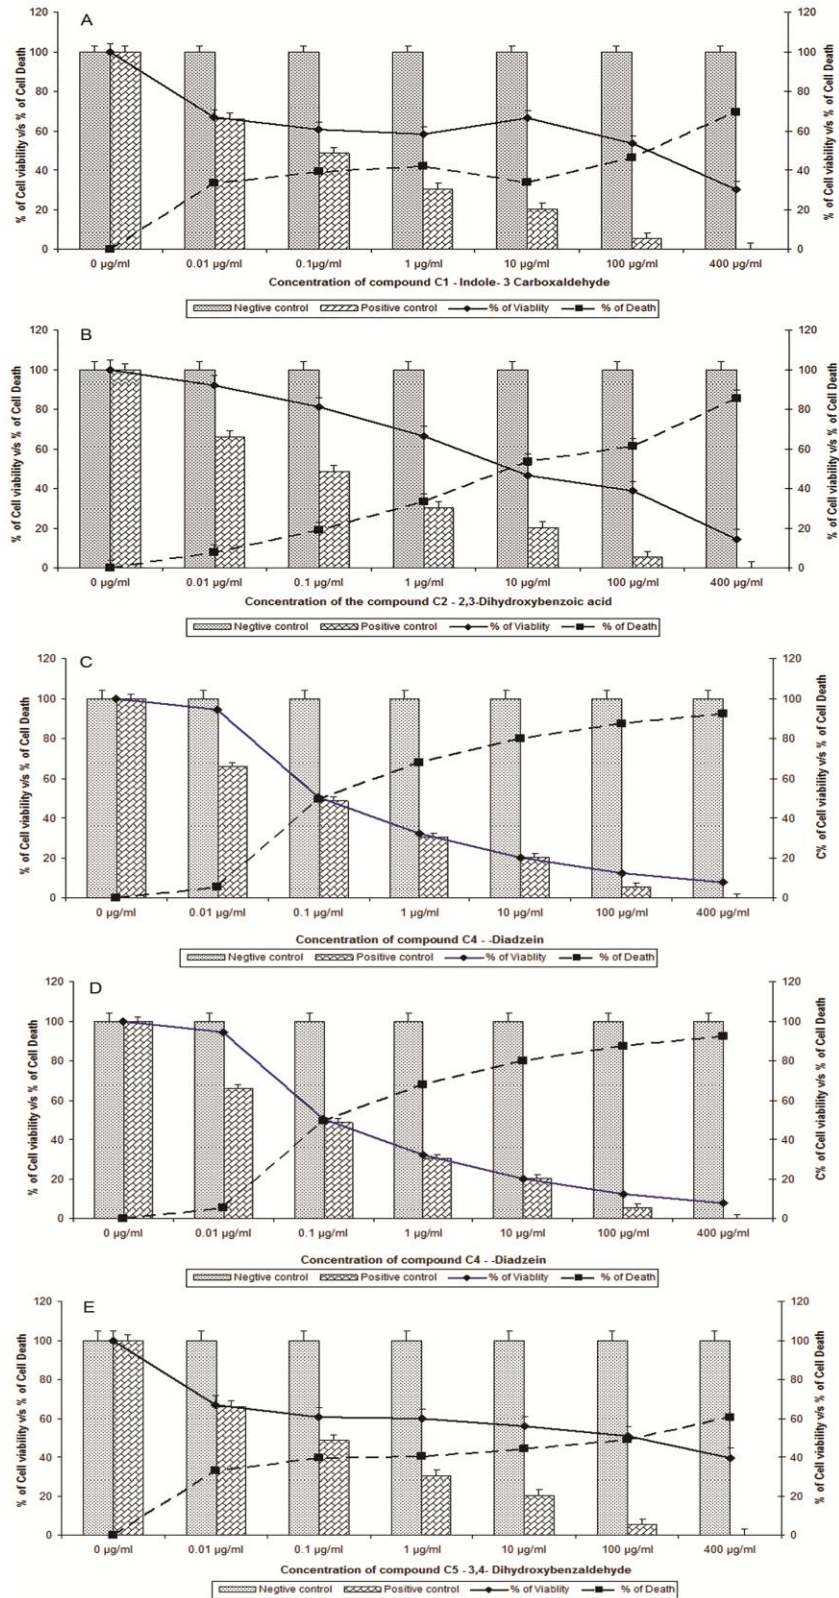 A
% of Cell viability v/s % of Cell Death
120 100 80 60 40 20 0
120 100 80 60 40 20 0
% of Cell viability v/s % of Cell Death
0 µg/ml 0.01 µg/ml 0.1µg/ml 1 µg/ml 10 µg/ml 100 µg/ml 400 µg/ml
Concentration of compound C1 - Indole- 3 Carboxaldehyde
Negtive control Positive control % of Viablity % of Death
B
% of Cell viability v/s % of Cell Death
120 100 80 60 40 20 0
120 100 80 60 40 20 0
% of Cell viability v/s % of Cell Death
0 µg/ml 0.01 µg/ml 0.1 µg/ml 1 µg/ml 10 µg/ml 100 µg/ml 400 µg/ml
Concentration of the compound C2 - 2,3-Dihydroxybenzoic acid
Negtive control Positive control % of Viablity % of Death
C
% of Cell viability v/s % of Cell Death
120 100 80 60 40 20 0
120 100 80 60 40 20 0
C% of Cell viability v/s % of Cell Death
0 µg/ml 0.01 µg/ml 0.1 µg/ml 1 µg/ml 10 µg/ml 100 µg/ml 400 µg/ml
Concentration of compound C4 - -Diadzein
Negtive control Positive control % of Viablity % of Death
D
% of Cell viability v/s % of Cell Death
120 100 80 60 40 20 0
120 100 80 60 40 20 0
C% of Cell viability v/s % of Cell Death
0 µg/ml 0.01 µg/ml 0.1 µg/ml 1 µg/ml 10 µg/ml 100 µg/ml 400 µg/ml
Concentration of compound C4 - -Diadzein
Negtive control Positive control % of Viablity % of Death
E
% of Cell viability v/s % of Cell Death
120 100 80 60 40 20 0
120 100 80 60 40 20 0
% of Cell viability v/s % of Cell Death
0 µg/ml 0.01 µg/ml 0.1 µg/ml 1 µg/ml 10 µg/ml 100 µg/ml 400 µg/ml
Concentration of compound C5 - 3,4- Dihydroxybenzaldehyde
Negtive control Positive control % of Viablity % of Death